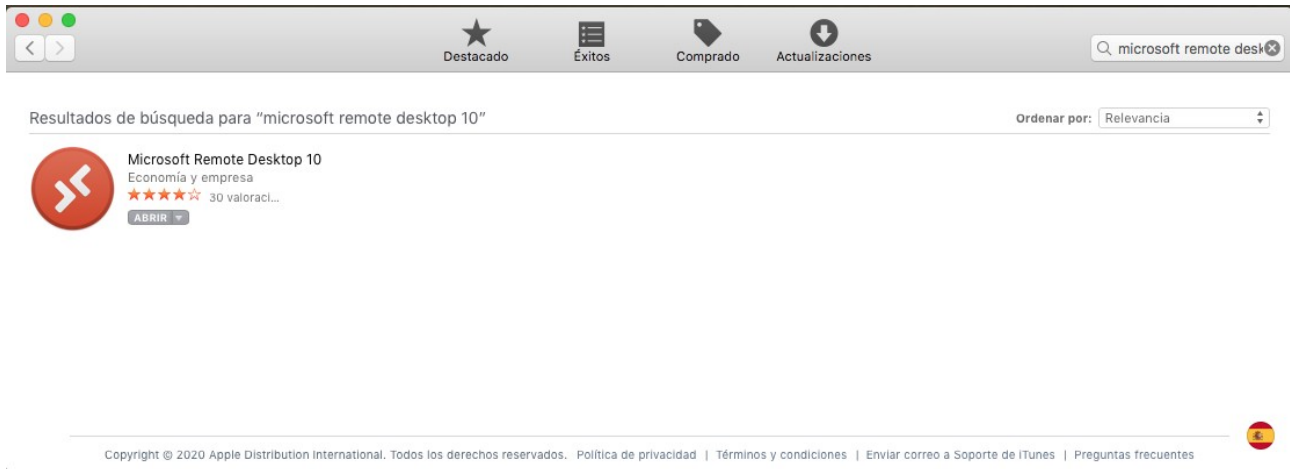 Destacado
Éxitos
Comprado
Actualizaciones
microsoft remote desk
Resultados de búsqueda para “microsoft remote desktop 10”
Ordenar por: Relevancia
Microsoft Remote Desktop 10
Economía y empresa
30 valoraci...
ABRIR
Copyright © 2020 Apple Distribution International. Todos los derechos reservados. Política de privacidad | Términos y condiciones | Enviar correo a Soporte de iTunes | Preguntas frecuentes